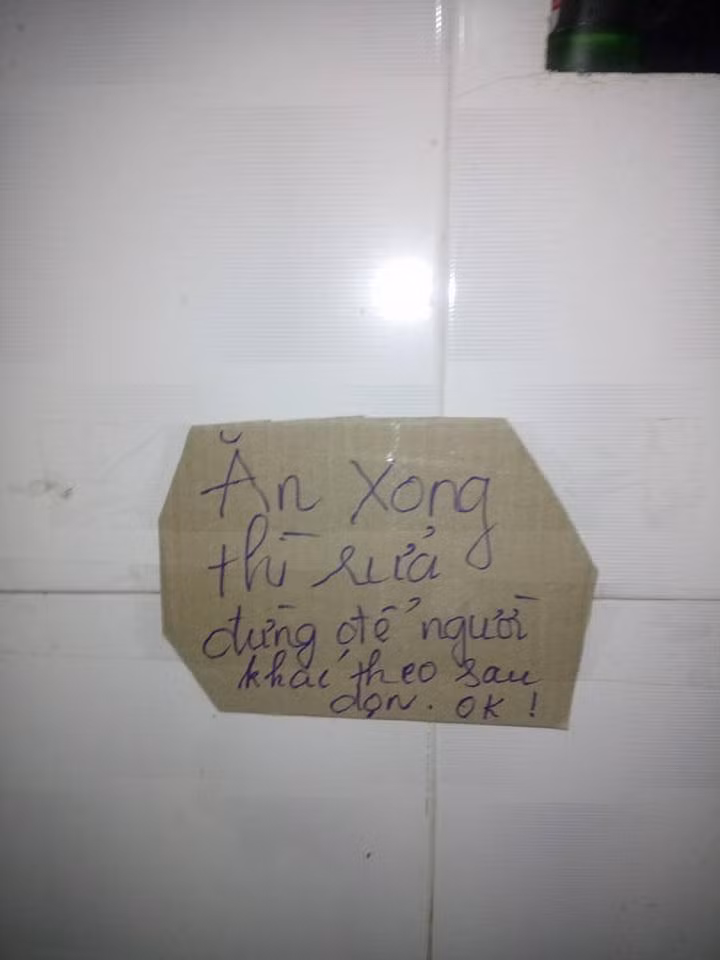 Ăn xong
thì rửa
đừng để người
khác theo sau
dọn. OK!